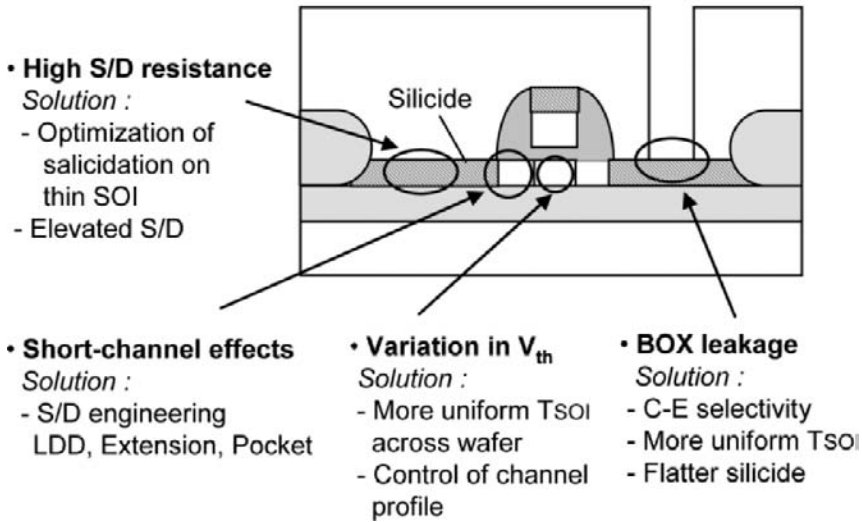 • High S/D resistance
Solution :
- Optimization of
salicidation on
thin SOI
- Elevated S/D
Silicide
• Short-channel effects
Solution :
- S/D engineering
LDD, Extension, Pocket
• Variation in Vth
Solution :
- More uniform TSOI
across wafer
- Control of channel
profile
• BOX leakage
Solution :
- C-E selectivity
- More uniform TSOI
- Flatter silicide